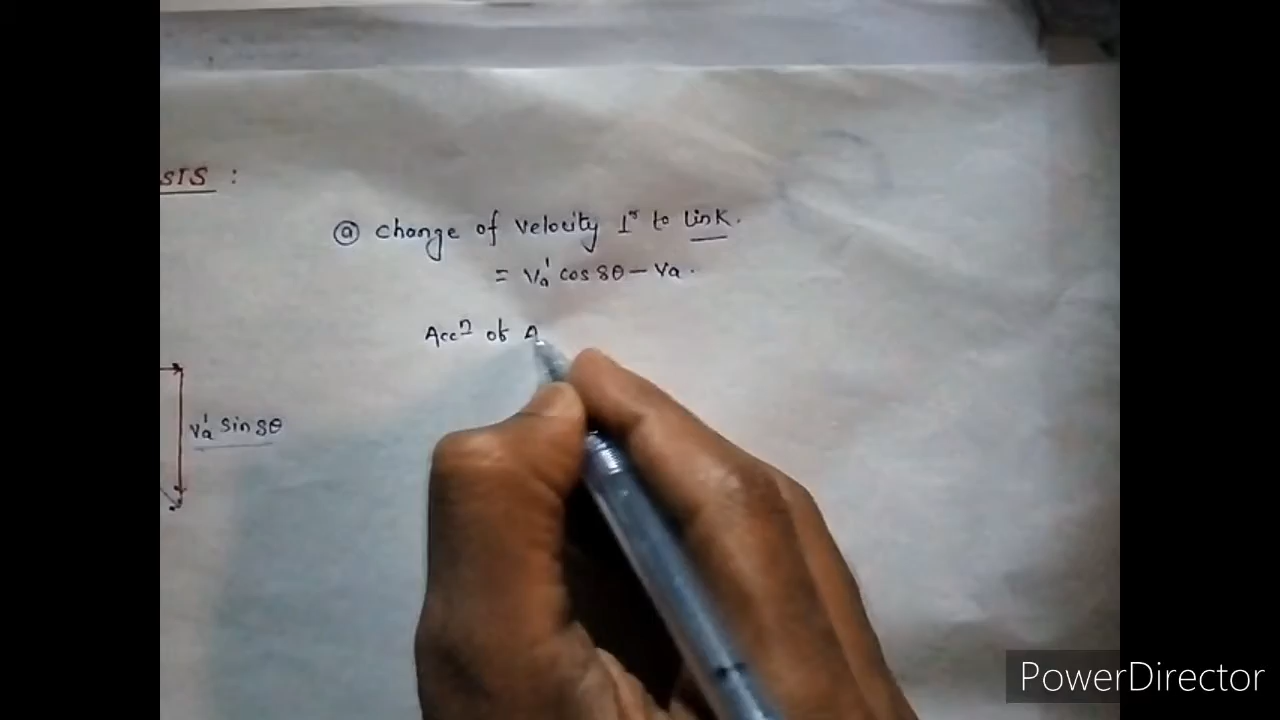 SIS :
ⓐ change of velocity ⊥ʳ to link.
= Va' cos δθ - Va.
Accⁿ of A
Va' sin δθ
PowerDirector